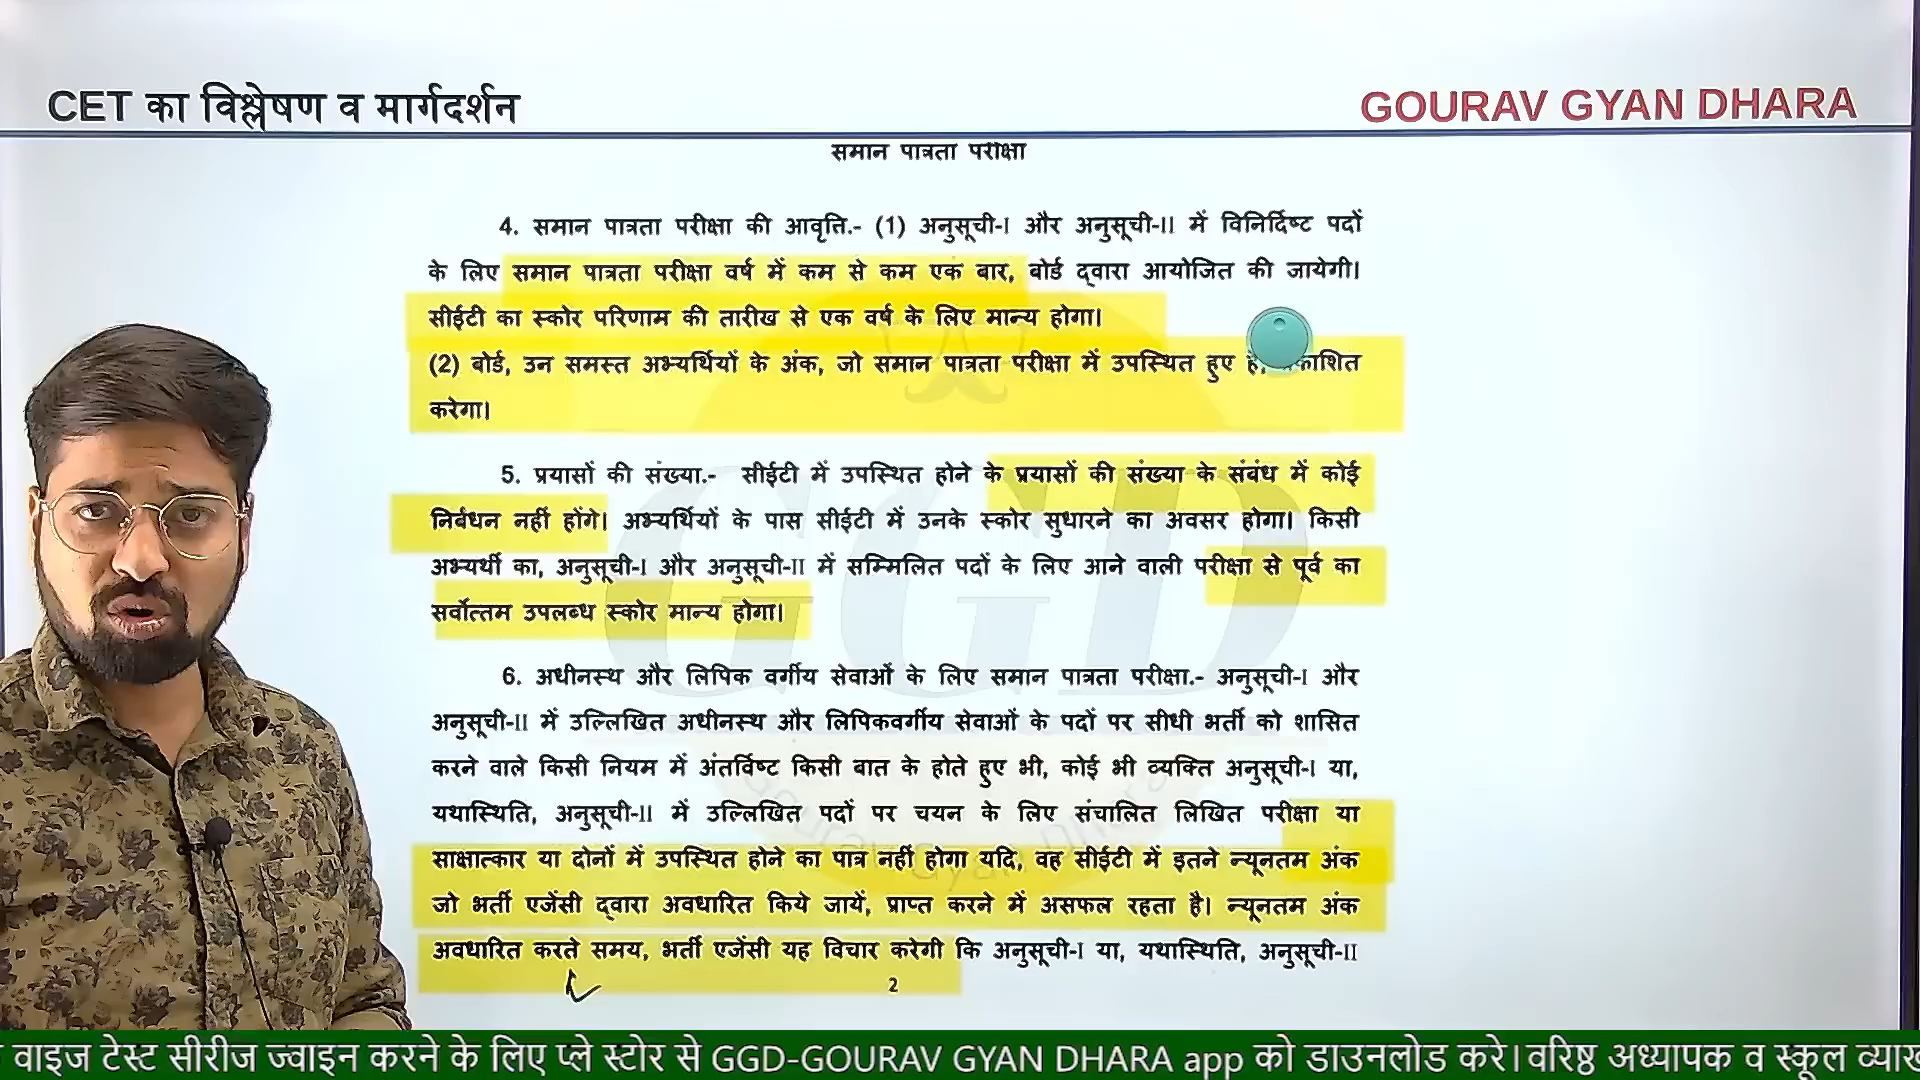 CET का विश्लेषण व मार्गदर्शन
GOURAV GYAN DHARA
समान पात्रता परीक्षा
4. समान पात्रता परीक्षा की आवृत्ति.- (1) अनुसूची-I और अनुसूची-II में विनिर्दिष्ट पदों
के लिए समान पात्रता परीक्षा वर्ष में कम से कम एक बार, बोर्ड द्वारा आयोजित की जायेगी।
सीईटी का स्कोर परिणाम की तारीख से एक वर्ष के लिए मान्य होगा।
(2) बोर्ड, उन समस्त अभ्यर्थियों के अंक, जो समान पात्रता परीक्षा में उपस्थित हुए
करेगा।
5. प्रयासों की संख्या.- सीईटी में उपस्थित होने के प्रयासों की संख्या के संबंध में कोई
निर्बंधन नहीं होंगे। अभ्यर्थियों के पास सीईटी में उनके स्कोर सुधारने का अवसर होगा। किसी
अभ्यर्थी का, अनुसूची-I और अनुसूची-II में सम्मिलित पदों के लिए आने वाली परीक्षा से पूर्व का
सर्वोत्तम उपलब्ध स्कोर मान्य होगा।
6. अधीनस्थ और लिपिक वर्गीय सेवाओं के लिए समान पात्रता परीक्षा.- अनुसूची-I और
अनुसूची-II में उल्लिखित अधीनस्थ और लिपिकवर्गीय सेवाओं के पदों पर सीधी भर्ती को शासित
करने वाले किसी नियम में अंतर्विष्ट किसी बात के होते हुए भी, कोई भी व्यक्ति अनुसूची-I या,
यथास्थिति, अनुसूची-II में उल्लिखित पदों पर चयन के लिए संचालित लिखित परीक्षा या
साक्षात्कार या दोनों में उपस्थित होने का पात्र नहीं होगा यदि, वह सीईटी में इतने न्यूनतम अंक
जो भर्ती एजेंसी द्वारा अवधारित किये जायें, प्राप्त करने में असफल रहता है। न्यूनतम अंक
अवधारित करते समय, भर्ती एजेंसी यह विचार करेगी कि अनुसूची-I या, यथास्थिति, अनुसूची-II
2
GGD
वाइज टेस्ट सीरीज ज्वाइन करने के लिए प्ले स्टोर से GGD-GOURAV GYAN DHARA app को डाउनलोड करे। वरिष्ठ अध्यापक व स्कूल